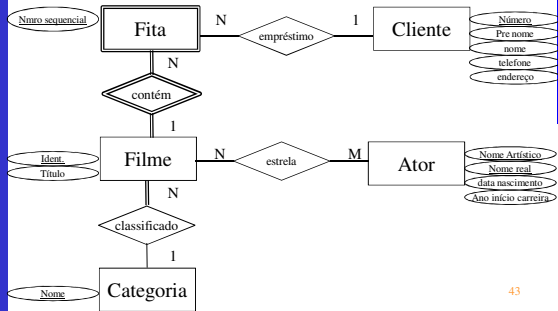 Nmro sequencial
Fita
N
empréstimo
1
Cliente
Número
Pre nome
nome
telefone
endereço
N
contém
1
Ident.
Título
Filme
N
estrela
M
Ator
Nome Artístico
Nome real
data nascimento
Ano início carreira
N
classificado
1
Nome
Categoria
43